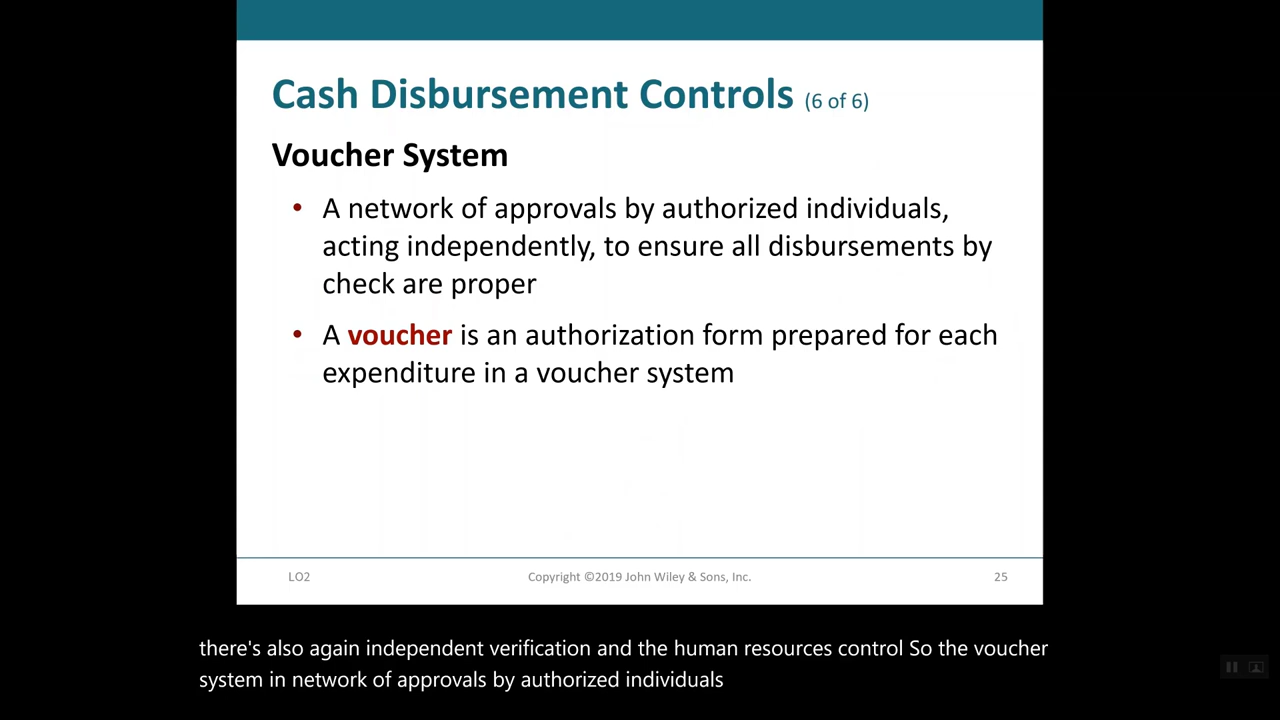 Cash Disbursement Controls (6 of 6)
Voucher System
• A network of approvals by authorized individuals,
acting independently, to ensure all disbursements by
check are proper
• A voucher is an authorization form prepared for each
expenditure in a voucher system
LO2 Copyright ©2019 John Wiley & Sons, Inc. 25
there's also again independent verification and the human resources control So the voucher
system in network of approvals by authorized individuals